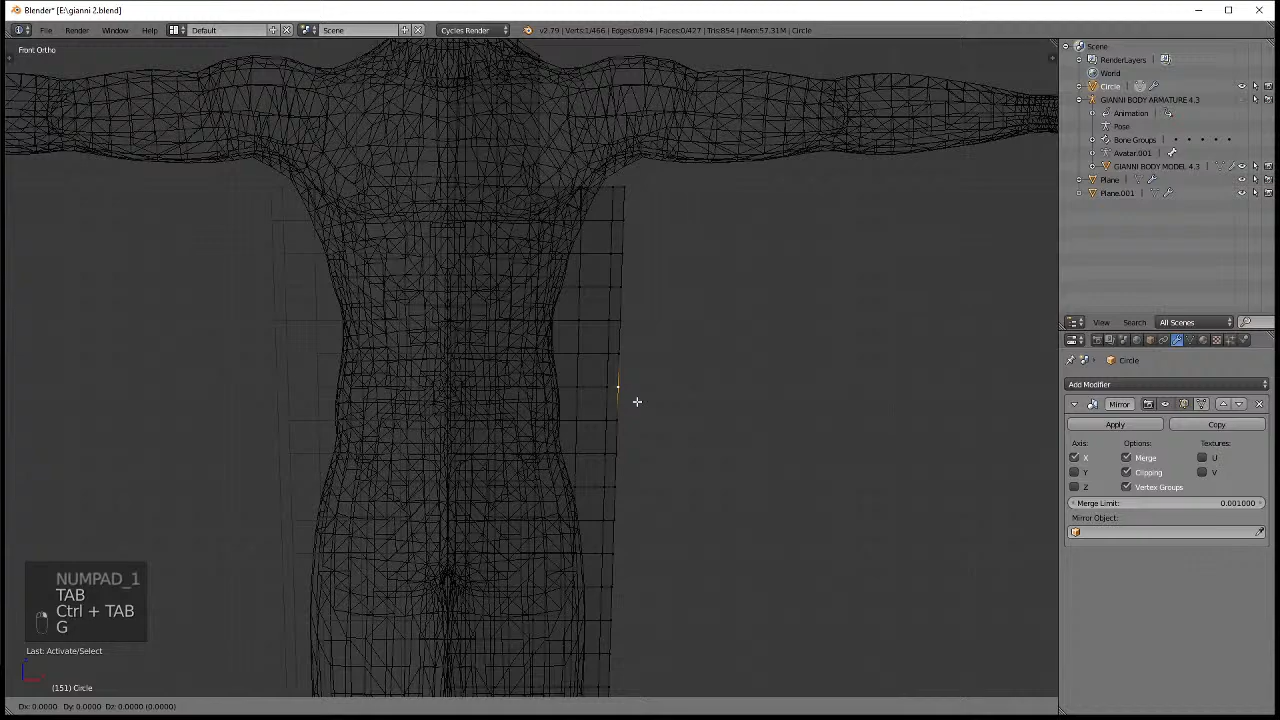 Blender* [E:\gianni 2.blend]
File Render Window Help Default Scene Cycles Render v2.79 | Verts:1/466 | Edges:0/894 | Faces:0/427 | Tris:854 | Mem:57.31M | Circle
Front Ortho
Scene
RenderLayers
World
Circle
GIANNI BODY ARMATURE 4.3
Animation
Pose
Bone Groups
Avatar.001
GIANNI BODY MODEL 4.3
Plane
Plane.001
View Search All Scenes
Circle
Add Modifier
Mirror
Apply Copy
Axis: Options: Textures:
X Merge U
Y Clipping V
Z Vertex Groups
Merge Limit: 0.001000
Mirror Object:
NUMPAD_1
TAB
Ctrl + TAB
G
Last: Activate/Select
(151) Circle
Dx: 0.0000 Dy: 0.0000 Dz: 0.0000 (0.0000)